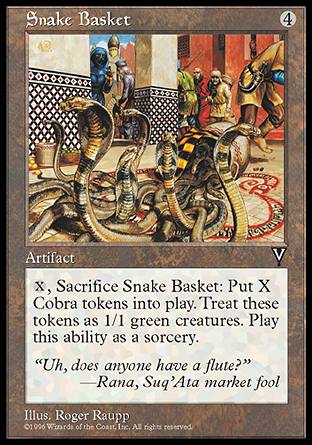 Snake Basket 4
V
Artifact
X, Sacrifice Snake Basket: Put X
Cobra tokens into play. Treat these
tokens as 1/1 green creatures. Play
this ability as a sorcery.
“Uh, does anyone have a flute?”
—Rana, Suq'Ata market fool
Illus. Roger Raupp
©1996 Wizards of the Coast, Inc. All rights reserved.